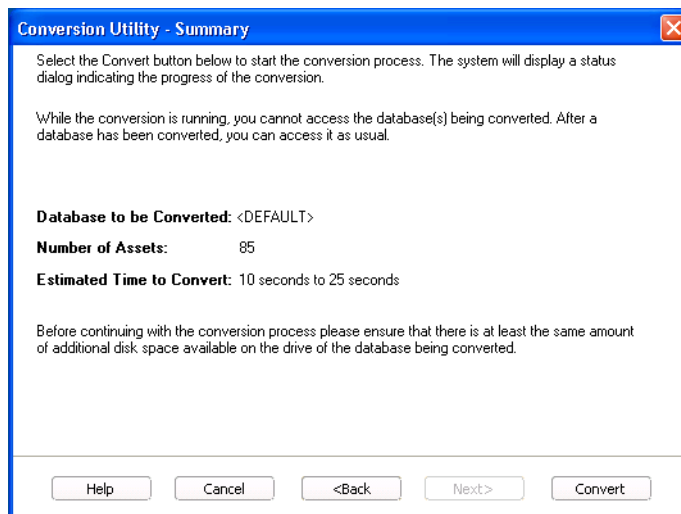 Conversion Utility - Summary
Select the Convert button below to start the conversion process. The system will display a status
dialog indicating the progress of the conversion.
While the conversion is running, you cannot access the database(s) being converted. After a
database has been converted, you can access it as usual.
Database to be Converted: <DEFAULT>
Number of Assets: 85
Estimated Time to Convert: 10 seconds to 25 seconds
Before continuing with the conversion process please ensure that there is at least the same amount
of additional disk space available on the drive of the database being converted.
Help Cancel <Back Next> Convert